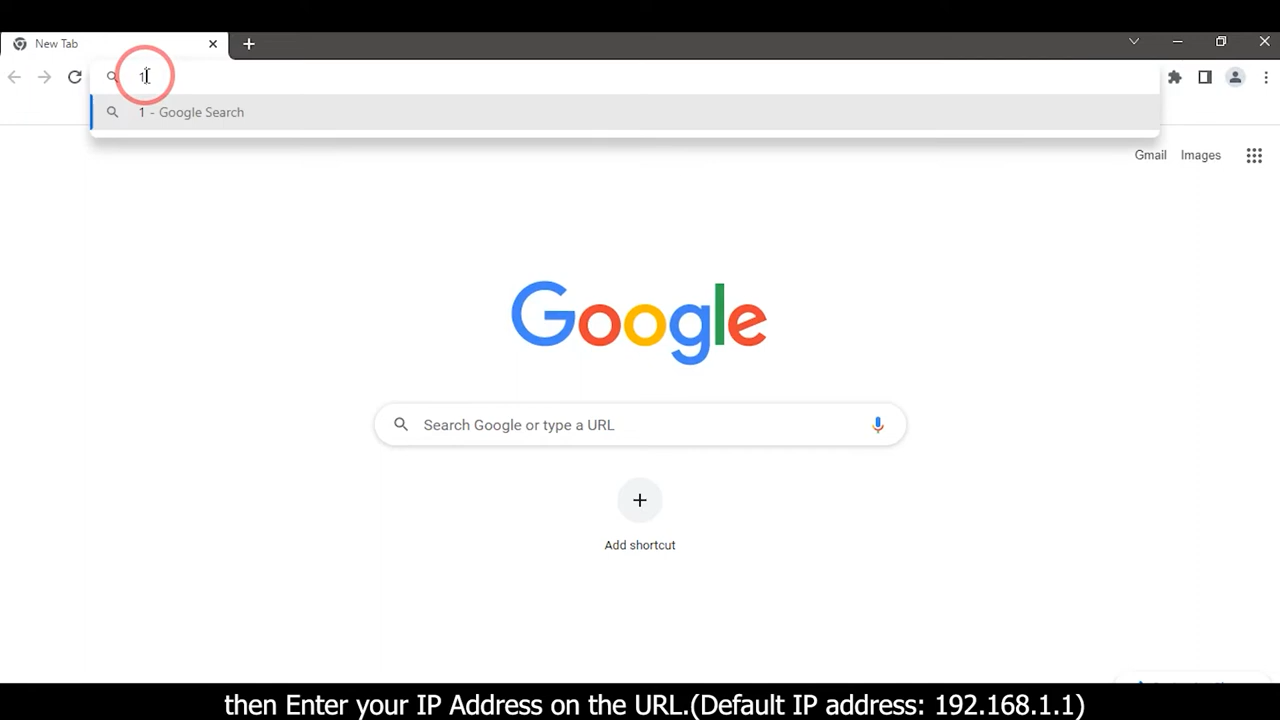 New Tab
1
1 - Google Search
Gmail Images
Google
Search Google or type a URL
Add shortcut
then Enter your IP Address on the URL.(Default IP address: 192.168.1.1)